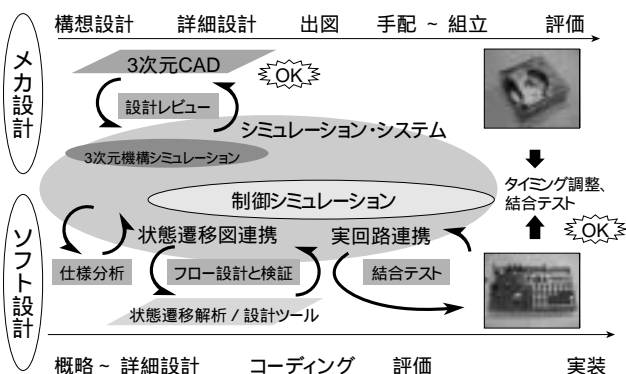 構想設計 詳細設計 出図 手配 ~ 組立 評価
メカ設計
3次元CAD
OK
設計レビュー
シミュレーション・システム
3次元機構シミュレーション
制御シミュレーション
タイミング調整、
結合テスト
OK
ソフト設計
状態遷移図連携 実回路連携
仕様分析 フロー設計と検証 結合テスト
状態遷移解析 / 設計ツール
概略 ~ 詳細設計 コーディング 評価 実装